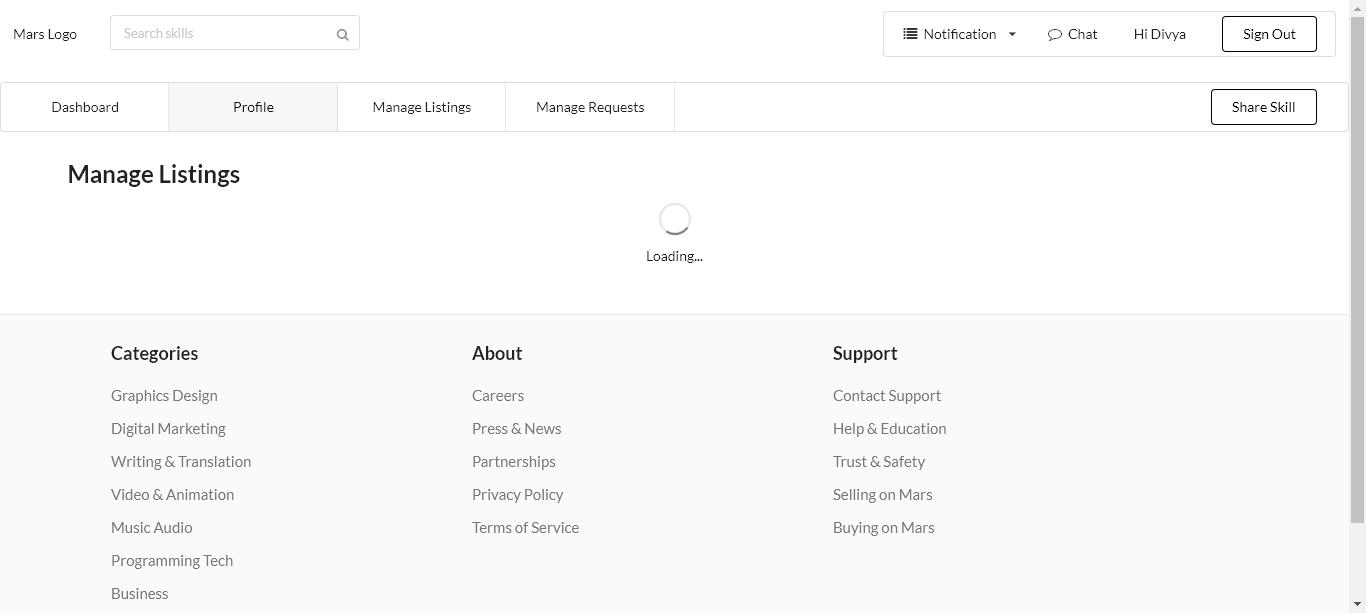 Mars Logo
Search skills
Notification
Chat
Hi Divya
Sign Out
Dashboard
Profile
Manage Listings
Manage Requests
Share Skill
Manage Listings
Loading...
Categories
Graphics Design
Digital Marketing
Writing & Translation
Video & Animation
Music Audio
Programming Tech
Business
About
Careers
Press & News
Partnerships
Privacy Policy
Terms of Service
Support
Contact Support
Help & Education
Trust & Safety
Selling on Mars
Buying on Mars